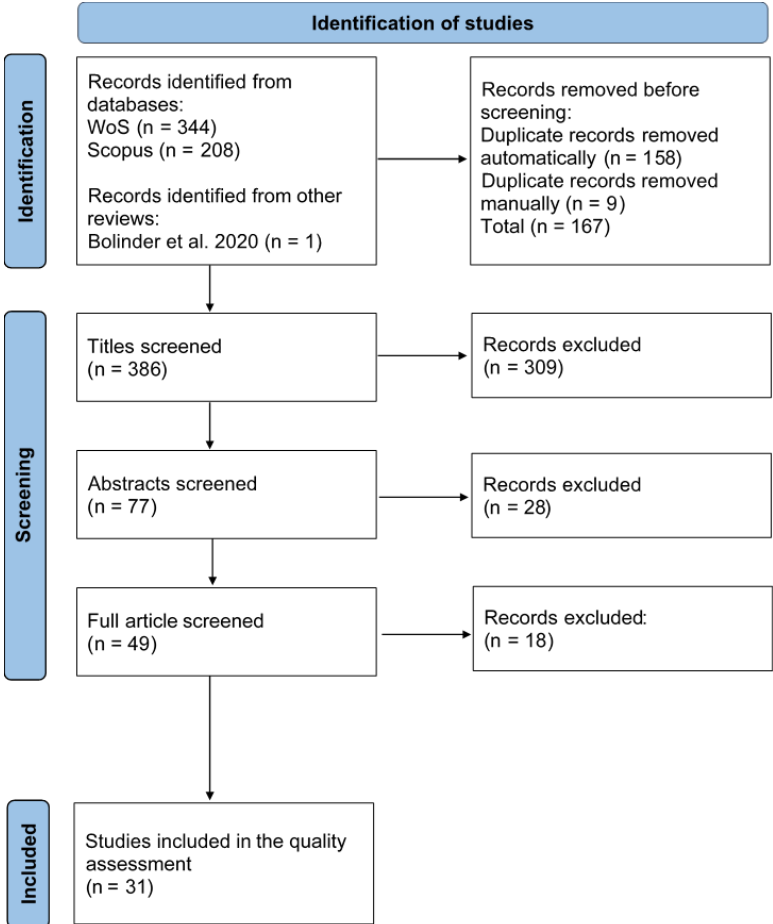 Identification of studies
Identification
Records identified from
databases:
WoS (n = 344)
Scopus (n = 208)
Records identified from other
reviews:
Bolinder et al. 2020 (n = 1)
Records removed before
screening:
Duplicate records removed
automatically (n = 158)
Duplicate records removed
manually (n = 9)
Total (n = 167)
Screening
Titles screened
(n = 386)
Records excluded
(n = 309)
Abstracts screened
(n = 77)
Records excluded
(n = 28)
Full article screened
(n = 49)
Records excluded:
(n = 18)
Included
Studies included in the quality
assessment
(n = 31)